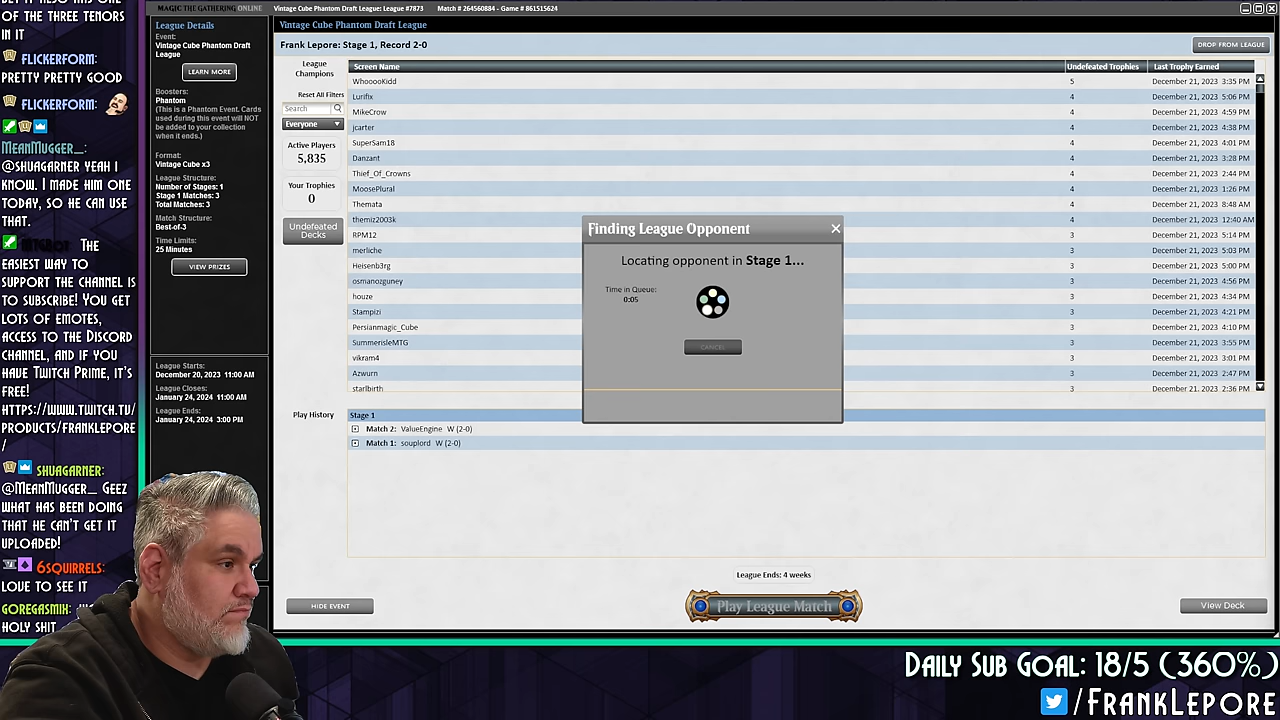 OF THE THREE TENORS
IN IT
FLICKERFORM:
PRETTY PRETTY GOOD
FLICKERFORM:
MEANMUGGER_:
@SHUAGARNER YEAH I
KNOW. I MADE HIM ONE
TODAY, SO HE CAN USE
THAT.
THE
EASIEST WAY TO
SUPPORT THE CHANNEL IS
TO SUBSCRIBE! YOU GET
LOTS OF EMOTES,
ACCESS TO THE DISCORD
CHANNEL, AND IF YOU
HAVE TWITCH PRIME, IT'S
FREE!
HTTPS://WWW.TWITCH.TV/
PRODUCTS/FRANKLEPORE
/
SHUAGARNER:
@MEANMUGGER_ GEEZ
WHAT HAS BEEN DOING
THAT HE CAN'T GET IT
UPLOADED!
6SQUIRRELS:
LOVE TO SEE IT
GOREGASMIK:
HOLY SHIT
MAGIC THE GATHERING ONLINE
Vintage Cube Phantom Draft League: League #7873 Match # 264560884 - Game # 861515624
League Details
Event:
Vintage Cube Phantom Draft
League
LEARN MORE
Boosters:
Phantom
(This is a Phantom Event. Cards
used during this event will NOT
be added to your collection
when it ends.)
Format:
Vintage Cube x3
League Structure:
Number of Stages: 1
Stage 1 Matches: 3
Total Matches: 3
Match Structure:
Best-of-3
Time Limits:
25 Minutes
VIEW PRIZES
League Starts:
December 20, 2023 11:00 AM
League Closes:
January 24, 2024 11:00 AM
League Ends:
January 24, 2024 3:00 PM
Vintage Cube Phantom Draft League
Frank Lepore: Stage 1, Record 2-0
DROP FROM LEAGUE
League
Champions
Reset All Filters
Search
Everyone
Active Players
5,835
Your Trophies
0
Undefeated
Decks
Screen Name Undefeated Trophies Last Trophy Earned
WhooooKidd 5 December 21, 2023 3:35 PM
Lurifix 4 December 21, 2023 5:06 PM
MikeCrow 4 December 21, 2023 4:59 PM
jcarter 4 December 21, 2023 4:38 PM
SuperSam18 4 December 21, 2023 4:01 PM
Danzant 4 December 21, 2023 3:28 PM
Thief_Of_Crowns 4 December 21, 2023 2:44 PM
MoosePlural 4 December 21, 2023 1:26 PM
Themata 4 December 21, 2023 8:48 AM
themiz2003k 4 December 21, 2023 12:40 AM
RPM12 3 December 21, 2023 5:14 PM
merliche 3 December 21, 2023 5:03 PM
Heisenb3rg 3 December 21, 2023 5:00 PM
osmanozguney 3 December 21, 2023 4:56 PM
houze 3 December 21, 2023 4:34 PM
Stampizi 3 December 21, 2023 4:21 PM
Persianmagic_Cube 3 December 21, 2023 4:10 PM
SummerisleMTG 3 December 21, 2023 3:55 PM
vikram4 3 December 21, 2023 3:01 PM
Azwurn 3 December 21, 2023 2:47 PM
starlbirth 3 December 21, 2023 2:36 PM
Finding League Opponent
Locating opponent in Stage 1...
Time in Queue:
0:05
CANCEL
Play History
Stage 1
Match 2: ValueEngine W (2-0)
Match 1: souplord W (2-0)
League Ends: 4 weeks
HIDE EVENT
Play League Match
View Deck
DAILY SUB GOAL: 18/5 (360%)
/FRANKLEPORE